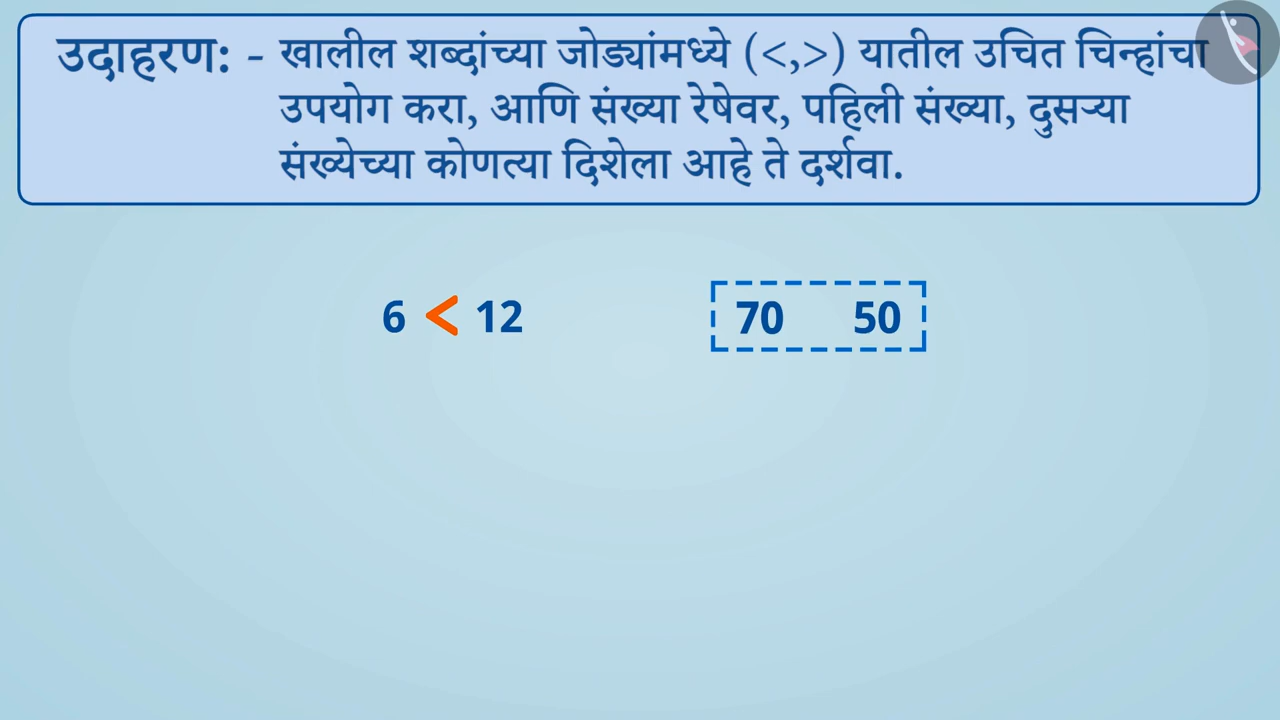 उदाहरण: - खालील शब्दांच्या जोड्यांमध्ये (<,>) यातील उचित चिन्हांचा
उपयोग करा, आणि संख्या रेषेवर, पहिली संख्या, दुसऱ्या
संख्येच्या कोणत्या दिशेला आहे ते दर्शवा.
6 < 12 70 50